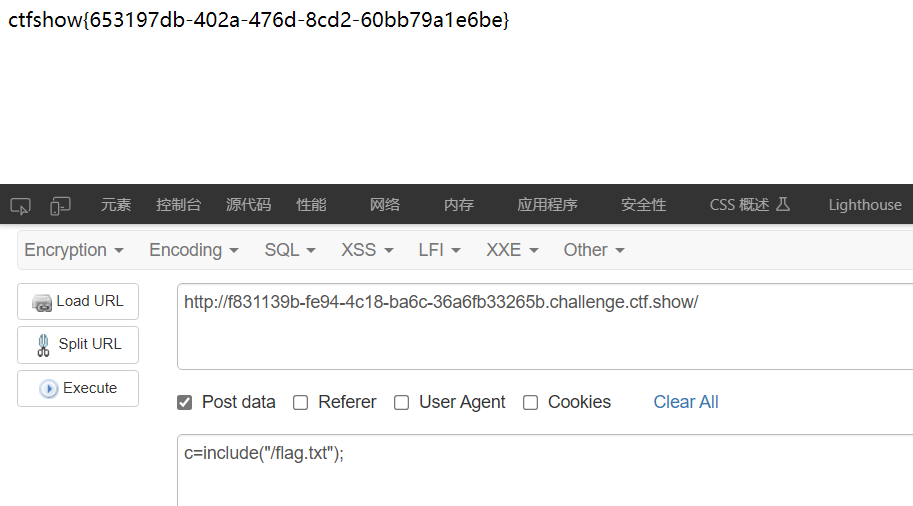 ctfshow{653197db-402a-476d-8cd2-60bb79a1e6be}
元素 控制台 源代码 性能 网络 内存 应用程序 安全性 CSS 概述 Lighthouse
Encryption Encoding SQL XSS LFI XXE Other
Load URL
http://f831139b-fe94-4c18-ba6c-36a6fb33265b.challenge.ctf.show/
Split URL
Execute
Post data Referer User Agent Cookies Clear All
c=include("/flag.txt");